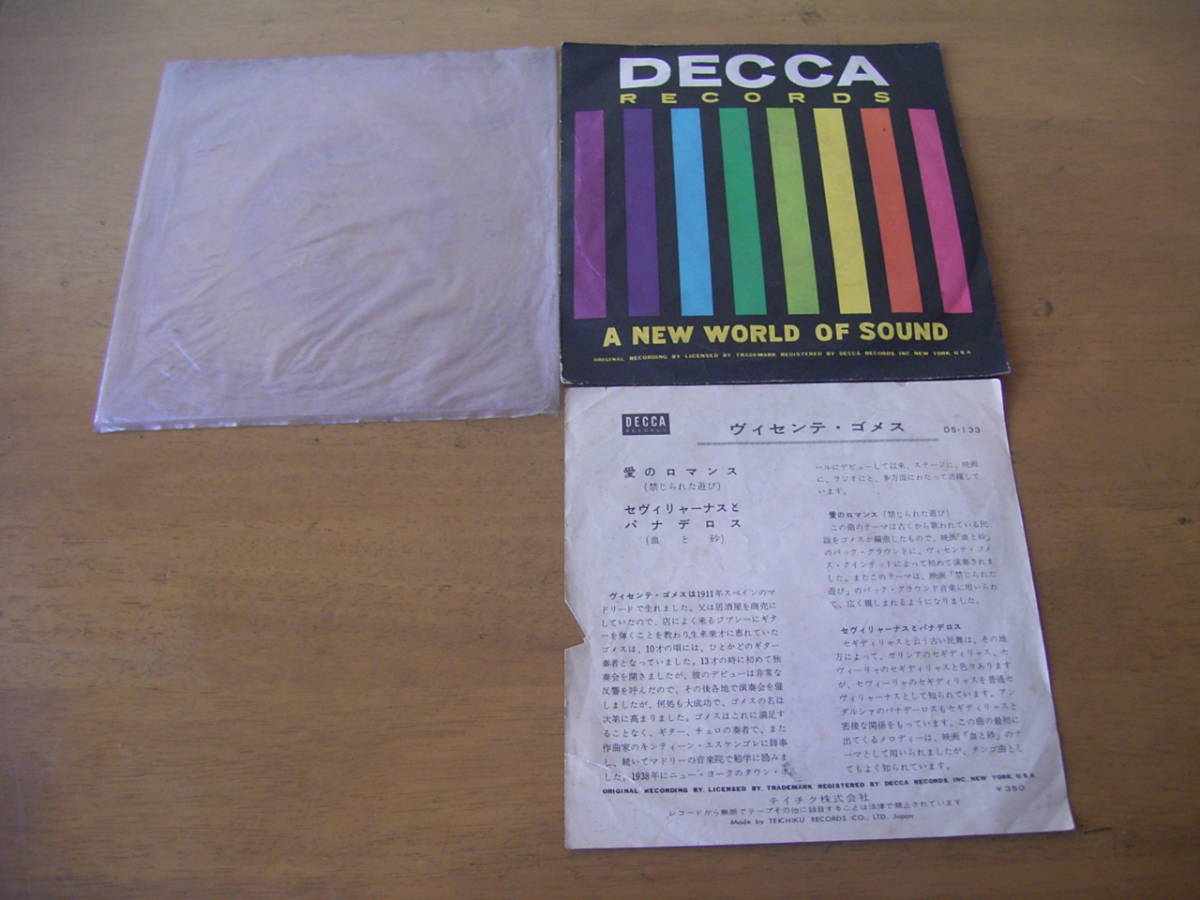 DECCA
RECORDS
A NEW WORLD OF SOUND
ORIGINAL RECORDING BY LICENSED BY TRADEMARK REGISTERED BY DECCA RECORDS, INC. NEW YORK U.S.A
DECCA
RECORDS
ヴィセンテ・ゴメス
DS-133
愛のロマンス
(禁じられた遊び)
セヴィリャーナスと
パナデロス
(血と砂)
ヴィセンテ・ゴメスは1911年スペインのマ
ドリードで生れました。父は居酒屋を商売に
していたので、店によく来るジプシーにギタ
ーを弾くことを教わり生来楽才に恵れていた
ゴメスは、10才の頃には、ひとかどのギター
奏者となっていました。13才の時に初めて独
奏会を開きましたが、彼のデビューは非常な
反響を呼んだので、その後各地で演奏会を催
しましたが、何処も大成功で、ゴメスの名は
次第に高まりました。ゴメスはこれに満足す
ることなく、ギター、チェロの奏者で、また
作曲家のキンティーン・エスケンゴレに師事
し、続いてマドリーの音楽院で勉学に励みま
した。1938年にニュー・ヨークのタウン・ホ
ールにデビューして以来、ステージに、映画
に、ラジオにと、多方面にわたって活躍して
います。
愛のロマンス(禁じられた遊び)
この曲のテーマは古くから歌われている民
謡をゴメスが編曲したもので、映画「血と砂」
のバック・グラウンドに、ヴィセンテ・ゴメ
ス・クインテットによって初めて演奏されま
した。またこのテーマは、映画「禁じられた
遊び」のバック・グラウンド音楽に用いられ
て、広く親しまれるようになりました。
セヴィリャーナスとパナデロス
セギディリャスと云う古い民舞は、その地
方によって、ボリシアのセギディリャス、セ
ヴィーリャのセギディリャスと色々あります
が、セヴィーリャのセギディリャスを普通セ
ヴィリャーナスとして知られています。アン
ダルシァのパナデーロスもセギディリャスと
密接な関係をもっています。この曲の最初に
出てくるメロディーは、映画「血と砂」のテ
ーマとして用いられましたが、タンゴ曲とし
てもよく知られています。
ORIGINAL RECORDING BY. LICENSED BY. TRADEMARK REGISTERED BY DECCA RECORDS, INC. NEW YORK, U.S.A.
¥350
テイチク株式会社
レコードから無断でテープその他に録音することは法律で禁止されています
Made by TEICHIKU RECORDS CO., LTD. Japan